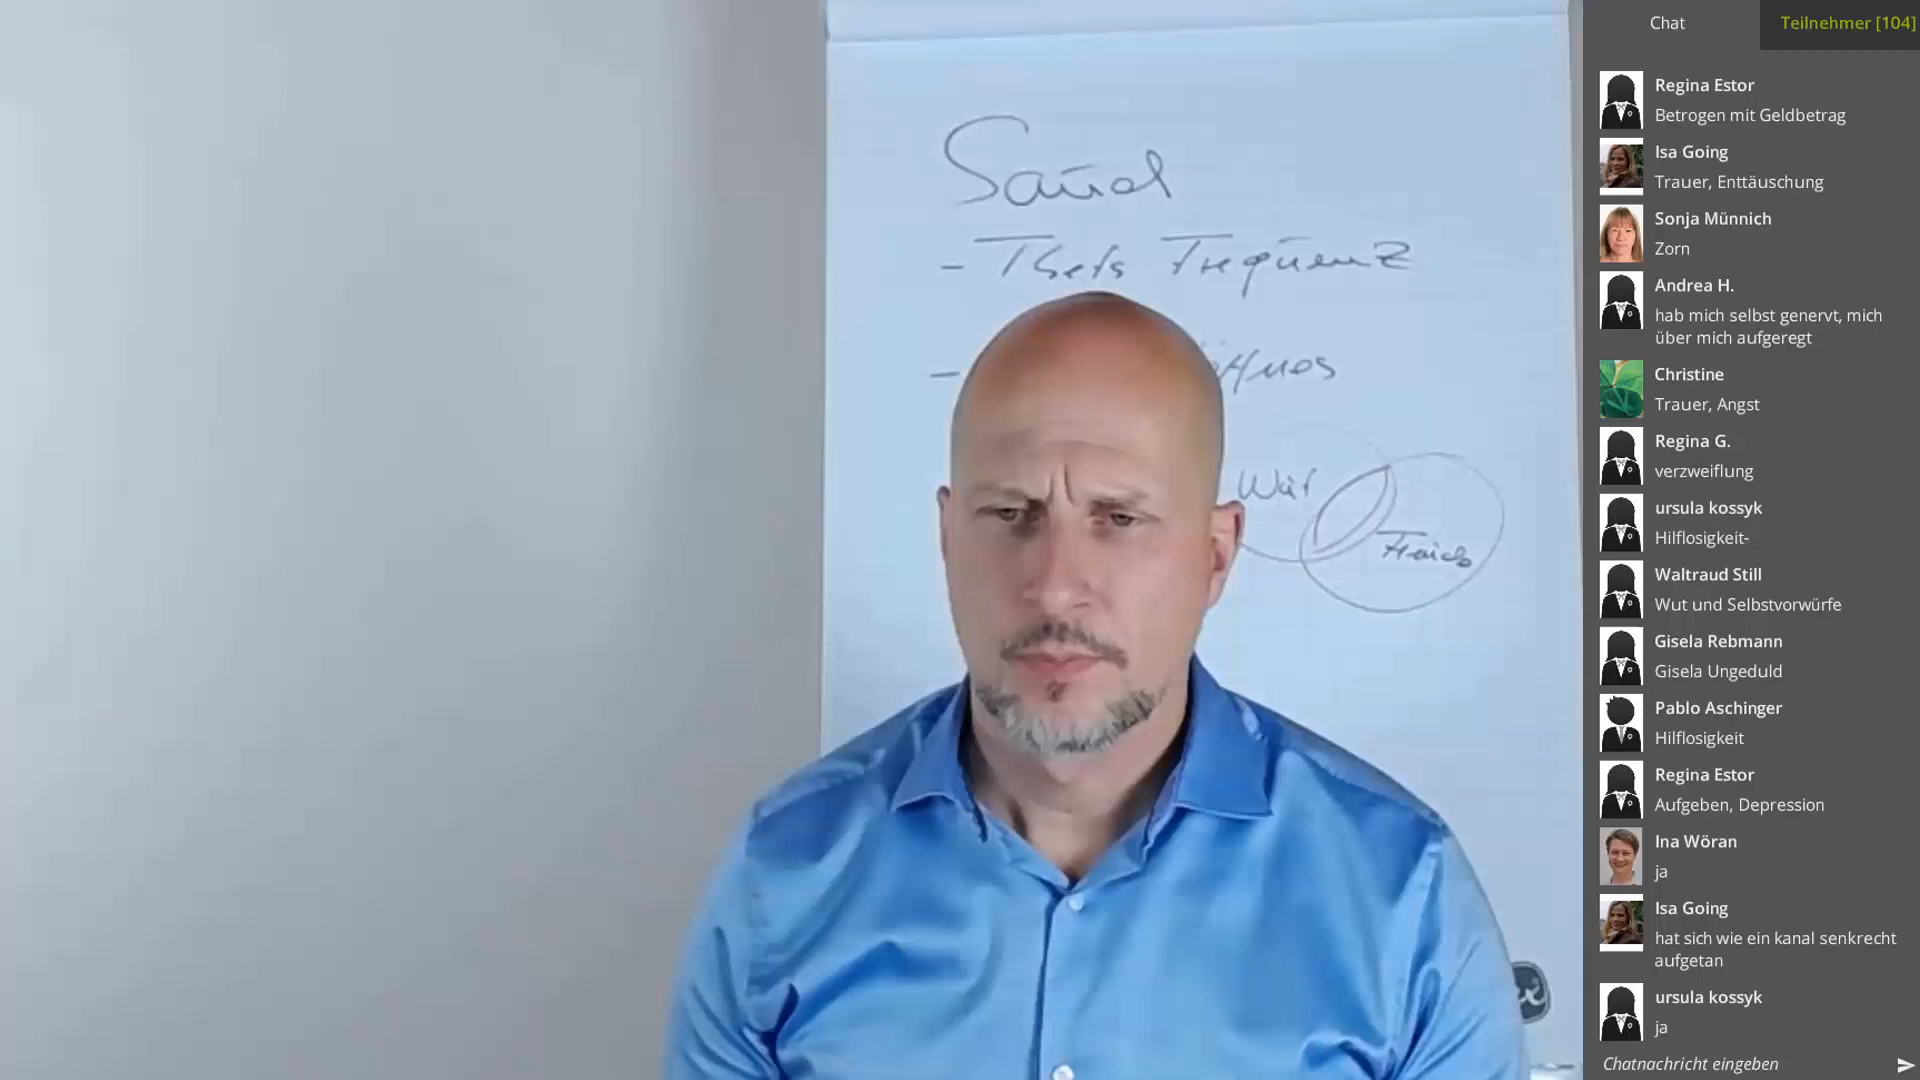 Sound
- Theta Frequenz
Chat
Teilnehmer [104]
Regina Estor
Betrogen mit Geldbetrag
Isa Going
Trauer, Enttäuschung
Sonja Münnich
Zorn
Andrea H.
hab mich selbst genervt, mich
über mich aufgeregt
Christine
Trauer, Angst
Regina G.
verzweiflung
ursula kossyk
Hilflosigkeit-
Waltraud Still
Wut und Selbstvorwürfe
Gisela Rebmann
Gisela Ungeduld
Pablo Aschinger
Hilflosigkeit
Regina Estor
Aufgeben, Depression
Ina Wöran
ja
Isa Going
hat sich wie ein kanal senkrecht
aufgetan
ursula kossyk
ja
Chatnachricht eingeben